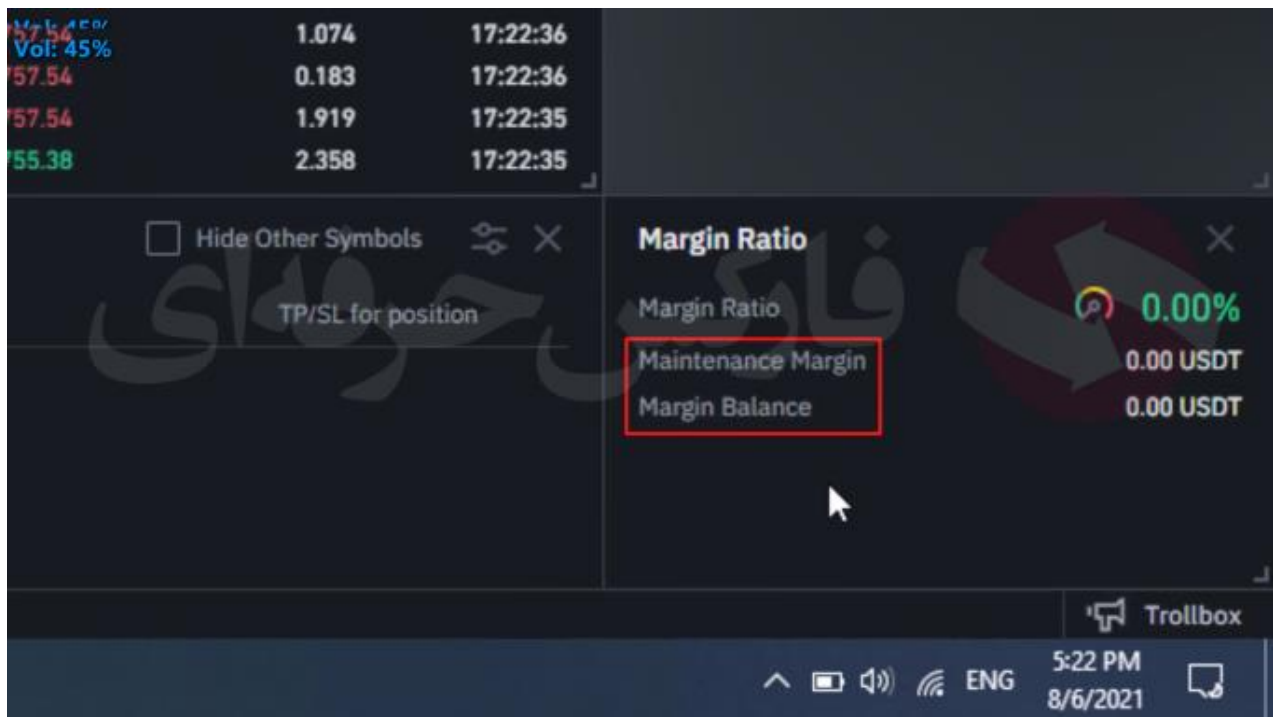 Vol: 45%
757.54 1.074 17:22:36
757.54 0.183 17:22:36
757.54 1.919 17:22:35
755.38 2.358 17:22:35
Hide Other Symbols
TP/SL for position
Margin Ratio
Margin Ratio 0.00%
Maintenance Margin 0.00 USDT
Margin Balance 0.00 USDT
فارکس حرفه‌ای
Trollbox
ENG
5:22 PM
8/6/2021